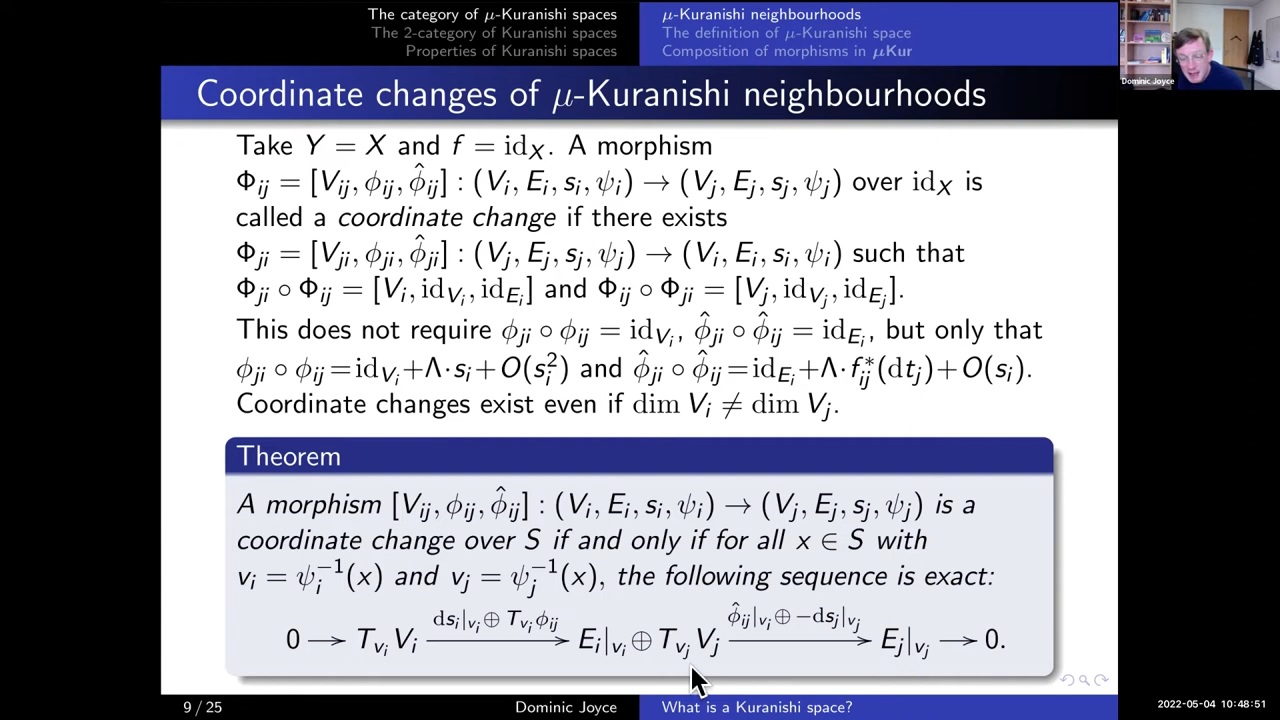 The category of μ-Kuranishi spaces
The 2-category of Kuranishi spaces
Properties of Kuranishi spaces
μ-Kuranishi neighbourhoods
The definition of μ-Kuranishi space
Composition of morphisms in μKur
Dominic Joyce
Coordinate changes of μ-Kuranishi neighbourhoods
Take Y = X and f = id_X. A morphism
Φ_ij = [V_ij, ϕ_ij, ϕ̂_ij] : (V_i, E_i, s_i, ψ_i) → (V_j, E_j, s_j, ψ_j) over id_X is
called a coordinate change if there exists
Φ_ji = [V_ji, ϕ_ji, ϕ̂_ji] : (V_j, E_j, s_j, ψ_j) → (V_i, E_i, s_i, ψ_i) such that
Φ_ji ∘ Φ_ij = [V_i, id_{V_i}, id_{E_i}] and Φ_ij ∘ Φ_ji = [V_j, id_{V_j}, id_{E_j}].
This does not require ϕ_ji ∘ ϕ_ij = id_{V_i}, ϕ̂_ji ∘ ϕ̂_ij = id_{E_i}, but only that
ϕ_ji ∘ ϕ_ij = id_{V_i} + Λ · s_i + O(s_i^2) and ϕ̂_ji ∘ ϕ̂_ij = id_{E_i} + Λ · f_ij^*(dt_j) + O(s_i).
Coordinate changes exist even if dim V_i ≠ dim V_j.
Theorem
A morphism [V_ij, ϕ_ij, ϕ̂_ij] : (V_i, E_i, s_i, ψ_i) → (V_j, E_j, s_j, ψ_j) is a
coordinate change over S if and only if for all x ∈ S with
v_i = ψ_i^{-1}(x) and v_j = ψ_j^{-1}(x), the following sequence is exact:
ds_i|_{v_i} ⊕ T_{v_i}ϕ_ij ϕ̂_ij|_{v_i} ⊕ −ds_j|_{v_j}
0 → T_{v_i}V_i → E_i|_{v_i} ⊕ T_{v_j}V_j → E_j|_{v_j} → 0.
9 / 25
Dominic Joyce
What is a Kuranishi space?
2022-05-04 10:48:51